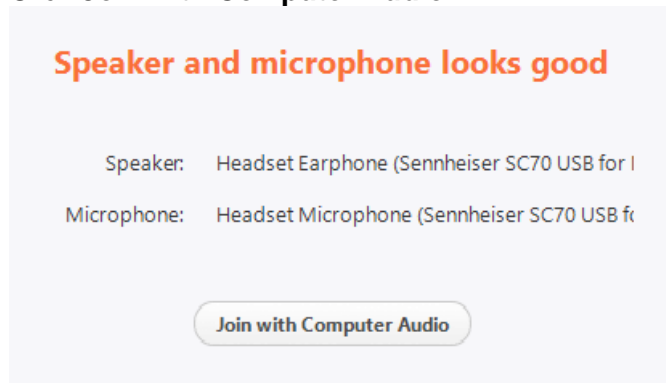 Speaker and microphone looks good
Speaker: Headset Earphone (Sennheiser SC70 USB for
Microphone: Headset Microphone (Sennheiser SC70 USB
Join with Computer Audio